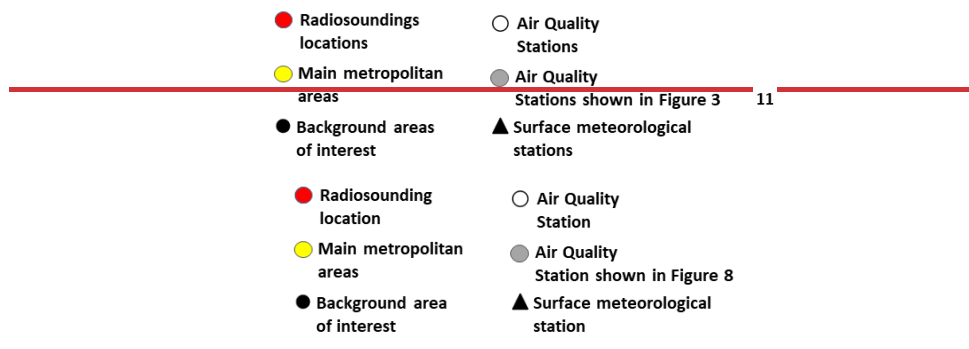 Radiosoundings
locations
Air Quality
Stations
Main metropolitan
areas
Air Quality
Stations shown in Figure 3
11
Background areas
of interest
Surface meteorological
stations
Radiosounding
location
Air Quality
Station
Main metropolitan
areas
Air Quality
Station shown in Figure 8
Background area
of interest
Surface meteorological
station